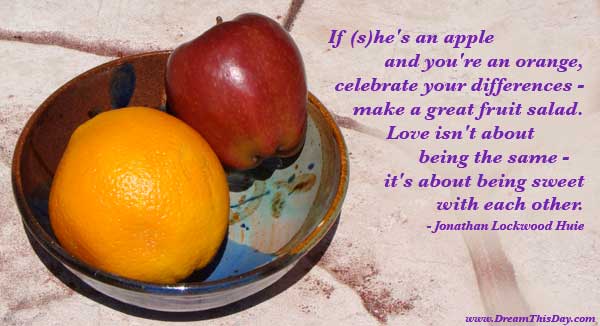 If (s)he's an apple
and you're an orange,
celebrate your differences -
make a great fruit salad.
Love isn't about
being the same -
it's about being sweet
with each other.
- Jonathan Lockwood Huie
www.DreamThisDay.com